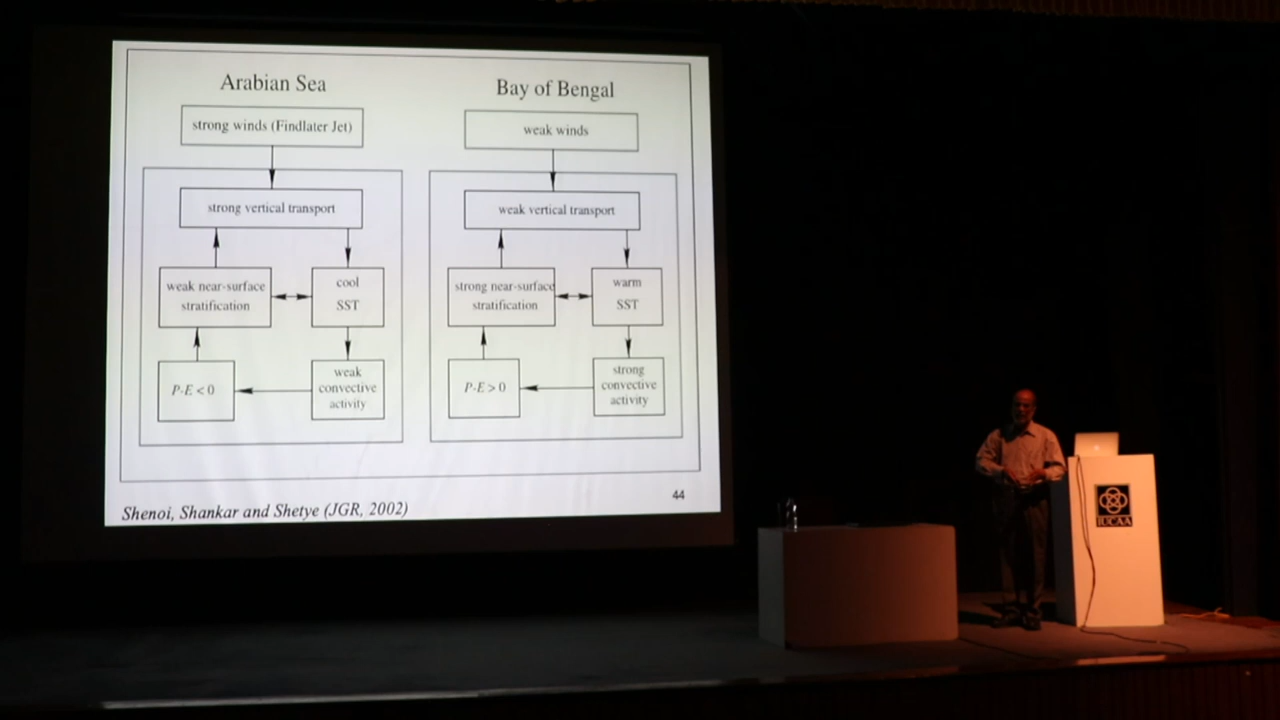 Arabian Sea
strong winds (Findlater Jet)
strong vertical transport
weak near-surface
stratification
cool
SST
P-E < 0
weak
convective
activity
Bay of Bengal
weak winds
weak vertical transport
strong near-surface
stratification
warm
SST
P-E > 0
strong
convective
activity
44
Shenoi, Shankar and Shetye (JGR, 2002)
IUCAA